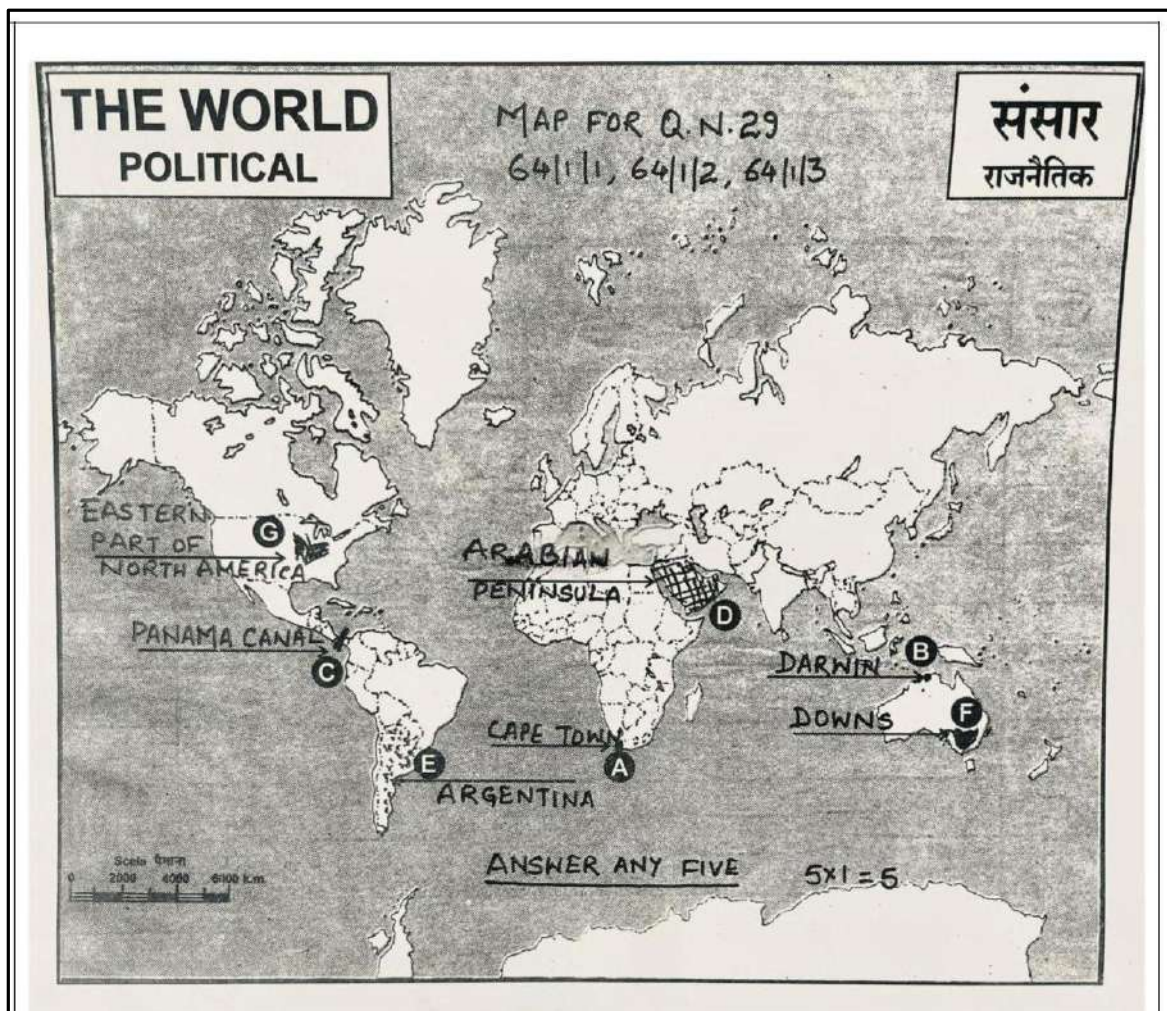 THE WORLD
POLITICAL
MAP FOR Q.N.29
64/1/1, 64/1/2, 64/1/3
संसार
राजनैतिक
EASTERN
PART OF
NORTH AMERICA
G
ARABIAN
PENINSULA
D
PANAMA CANAL
C
B
DARWIN
DOWNS
F
CAPE TOWN
A
E
ARGENTINA
Scale पैमाना
0 2000 4000 6000 k.m.
ANSWER ANY FIVE 5×1=5